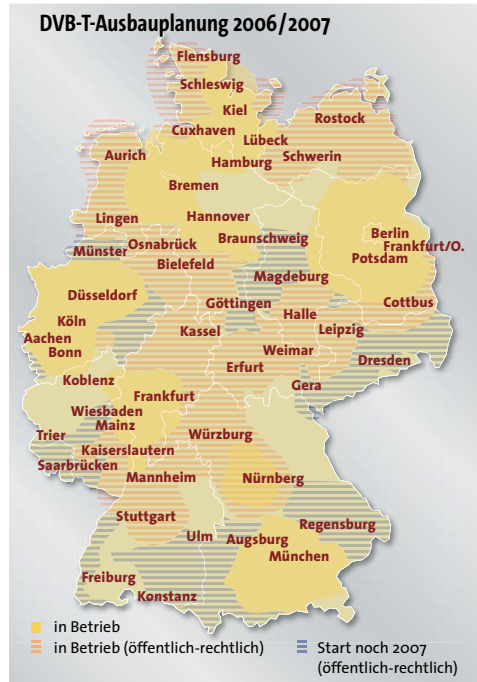 DVB-T-Ausbauplanung 2006/2007
Flensburg
Schleswig
Kiel
Rostock
Cuxhaven
Lübeck
Aurich
Hamburg
Schwerin
Bremen
Lingen
Hannover
Berlin
Osnabrück
Braunschweig
Frankfurt/O.
Münster
Potsdam
Bielefeld
Magdeburg
Düsseldorf
Göttingen
Cottbus
Halle
Köln
Kassel
Leipzig
Aachen
Weimar
Bonn
Erfurt
Dresden
Koblenz
Gera
Frankfurt
Wiesbaden
Mainz
Trier
Würzburg
Kaiserslautern
Saarbrücken
Mannheim
Nürnberg
Stuttgart
Regensburg
Ulm
Augsburg
München
Freiburg
Konstanz
in Betrieb
in Betrieb (öffentlich-rechtlich)
Start noch 2007
(öffentlich-rechtlich)